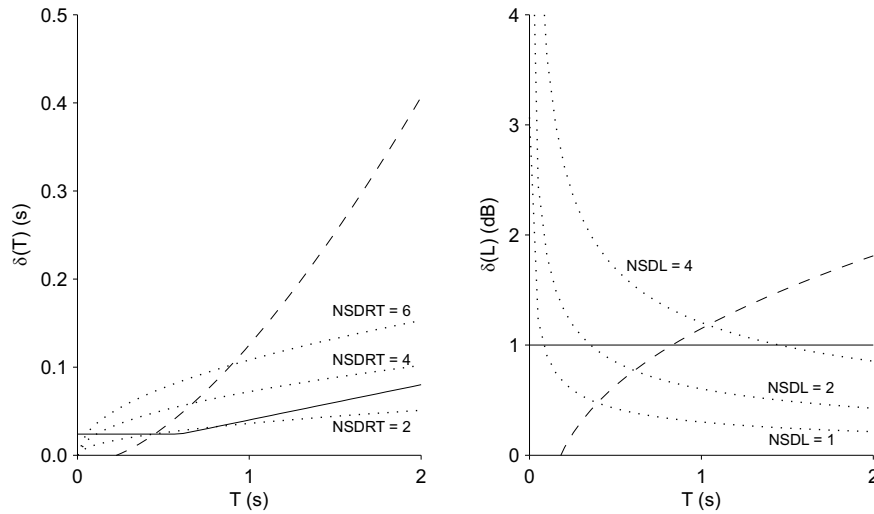 0.5
0.4
0.3
0.2
0.1
0.0
δ(T) (s)
NSDRT = 6
NSDRT = 4
NSDRT = 2
0
1
2
T (s)
4
3
2
1
0
δ(L) (dB)
NSDL = 4
NSDL = 2
NSDL = 1
0
1
2
T (s)